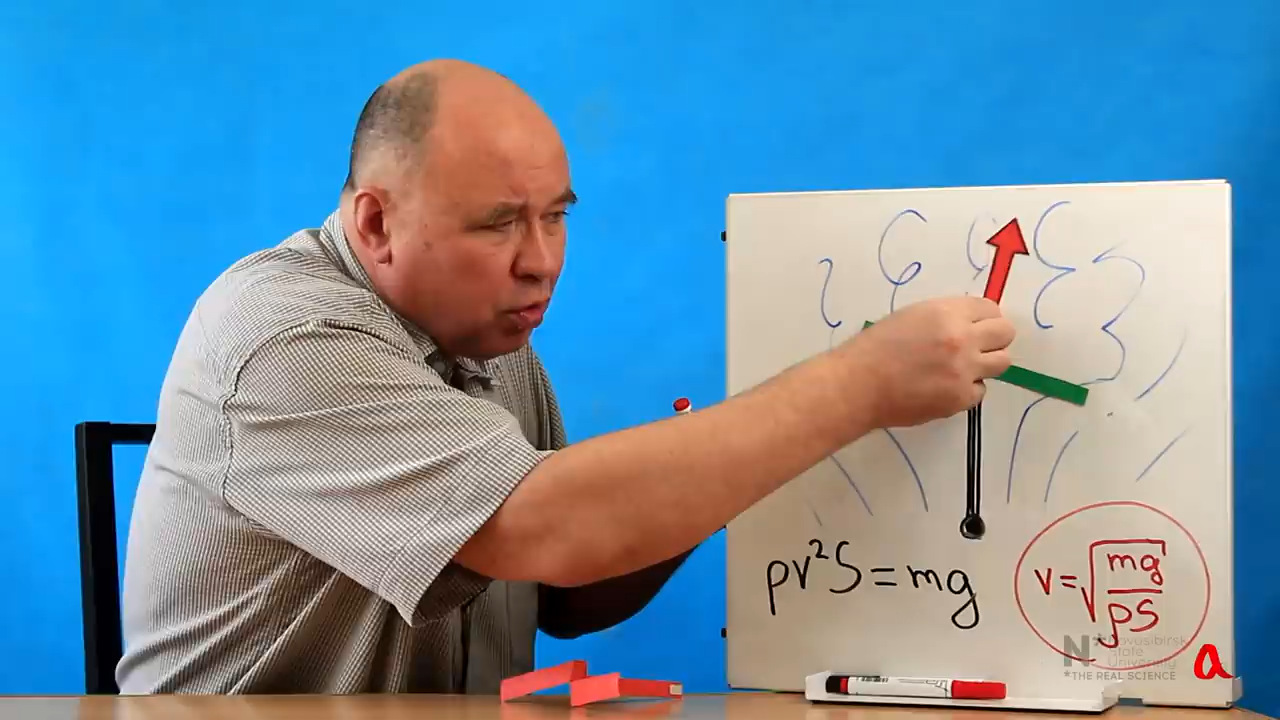 ρv²S = mg
v = √(mg/ρS)
N* Novosibirsk
State
University
*THE REAL SCIENCE
a